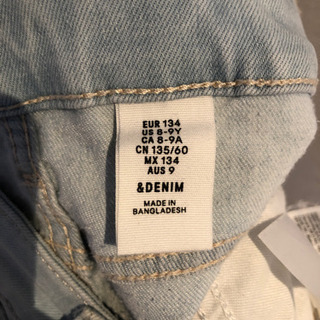 EUR 134
US 8-9Y
CA 8-9A
CN 135/60
MX 134
AUS 9
&DENIM
MADE IN
BANGLADESH